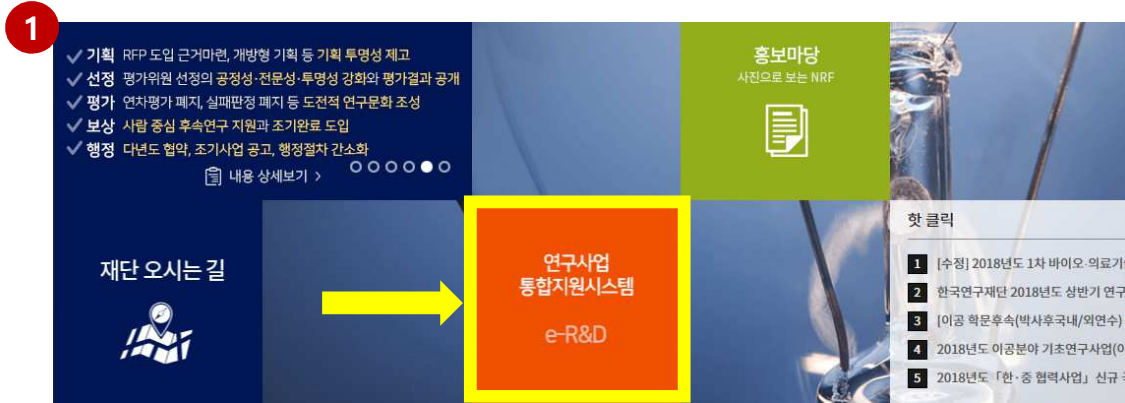 1
기획 RFP 도입 근거마련, 개방형 기획 등 기획 투명성 제고
선정 평가위원 선정의 공정성·전문성·투명성 강화와 평가결과 공개
평가 연차평가 폐지, 실패판정 폐지 등 도전적 연구문화 조성
보상 사람 중심 후속연구 지원과 조기완료 도입
행정 다년도 협약, 조기사업 공고, 행정절차 간소화
내용 상세보기 >
홍보마당
사진으로 보는 NRF
재단 오시는 길
연구사업
통합지원시스템
e-R&D
핫 클릭
1 [수정] 2018년도 1차 바이오·의료기
2 한국연구재단 2018년도 상반기 연구
3 [이공 학문후속(박사후국내/외연수)
4 2018년도 이공분야 기초연구사업(이
5 2018년도 「한·중 협력사업」 신규